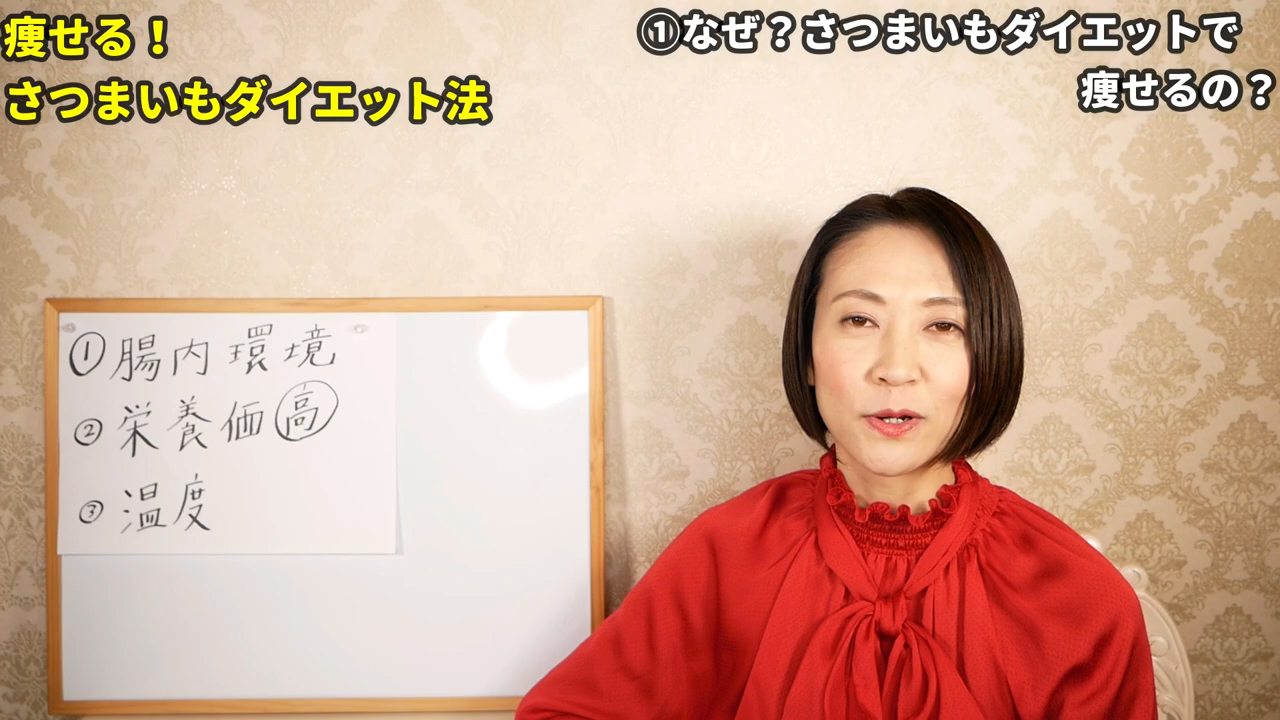 痩せる！
さつまいもダイエット法
①なぜ？さつまいもダイエットで
痩せるの？
①腸内環境
②栄養価高
③温度